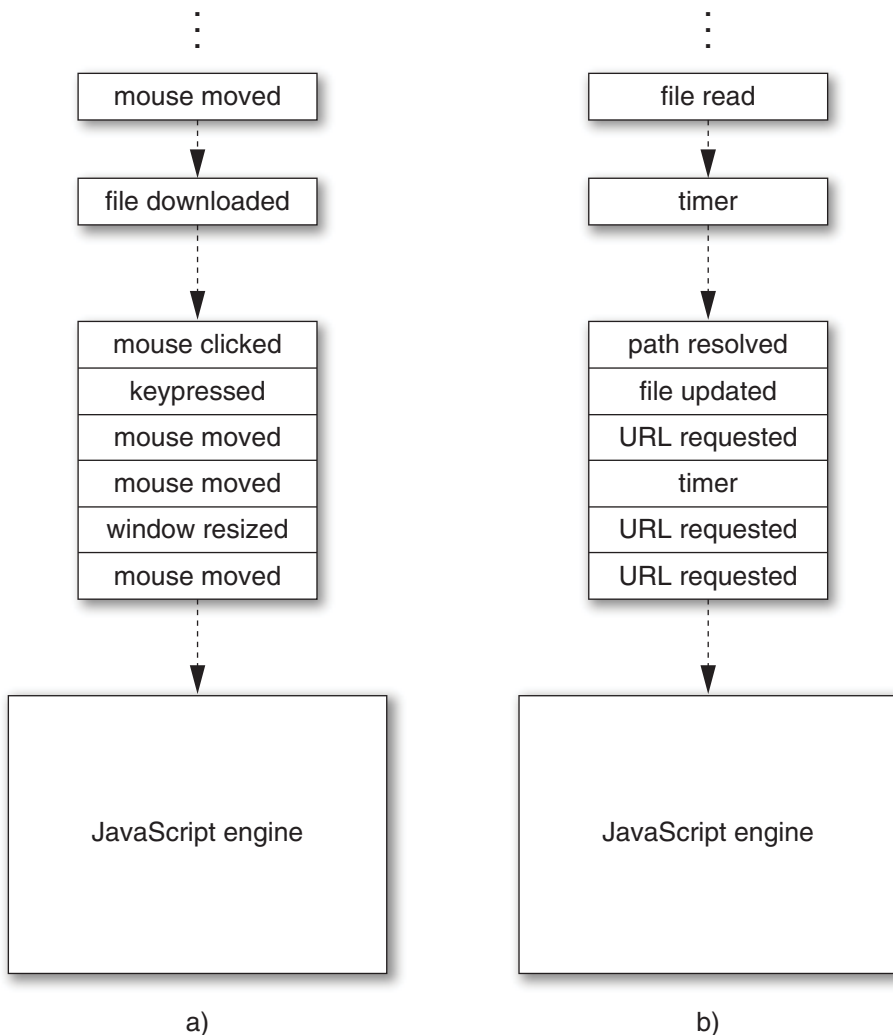 mouse moved
file downloaded
mouse clicked
keypressed
mouse moved
mouse moved
window resized
mouse moved
JavaScript engine
a)
file read
timer
path resolved
file updated
URL requested
timer
URL requested
URL requested
JavaScript engine
b)